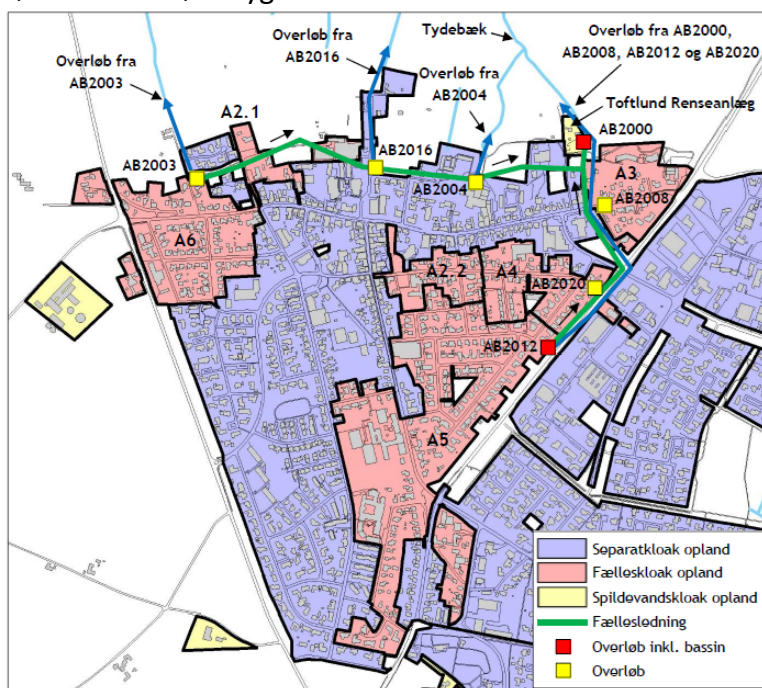 Overløb fra
AB2003
Overløb fra
AB2016
Tydebæk
Overløb fra
AB2004
Overløb fra AB2000,
AB2008, AB2012 og AB2020
Toftlund Renseanlæg
AB2000
A2.1
AB2003
AB2016
AB2004
A3
AB2008
A6
A2.2
A4
AB2020
AB2012
A5
Separatkloak opland
Fælleskloak opland
Spildevandskloak opland
Fællesledning
Overløb inkl. bassin
Overløb